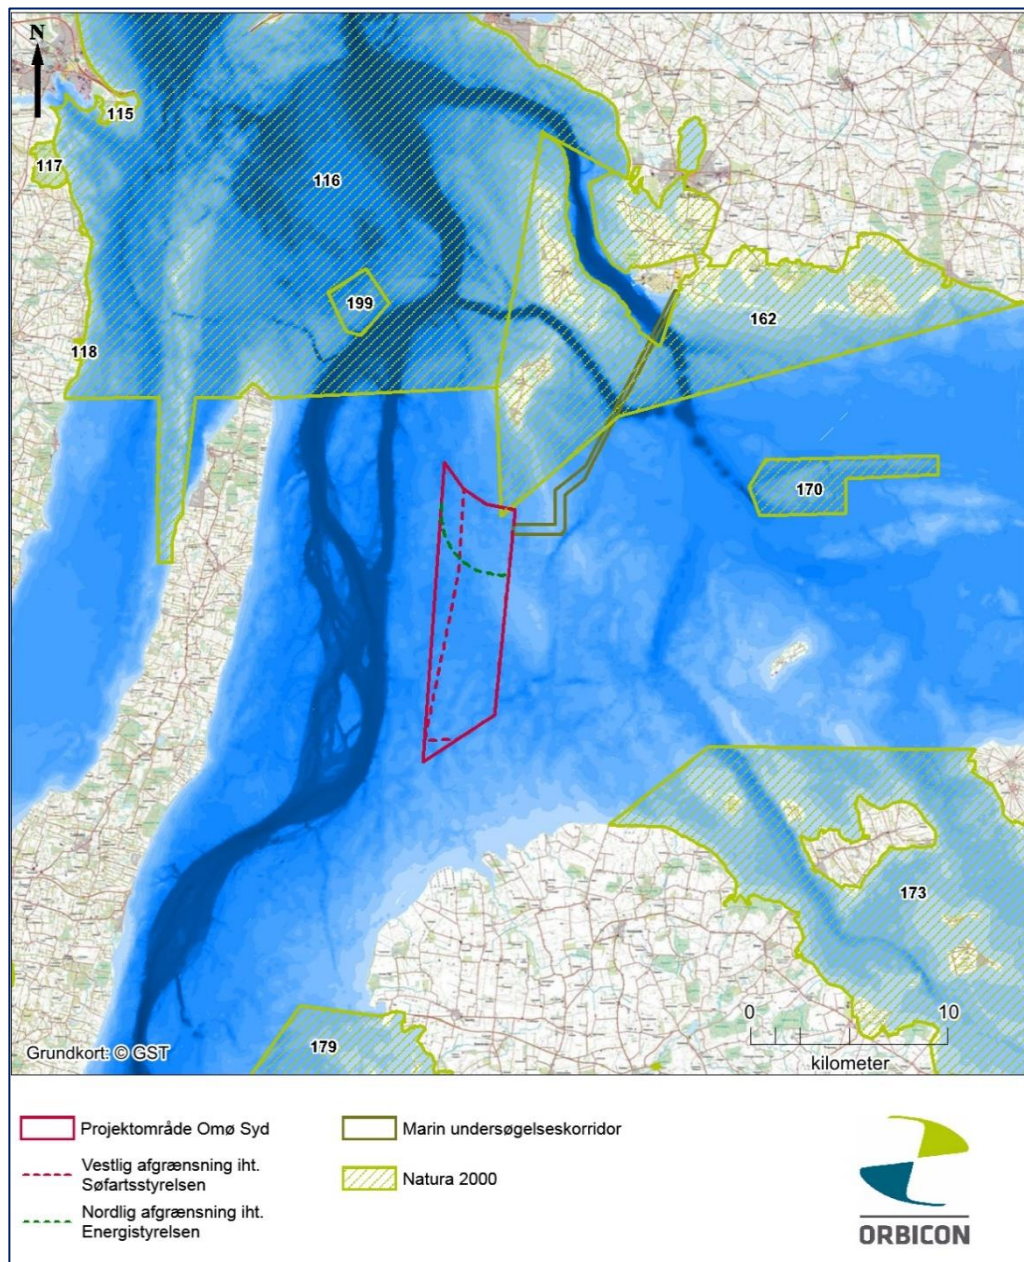 N
115
117
116
199
162
118
170
173
0 10
kilometer
Grundkort: © GST
179
Projektområde Omø Syd
Vestlig afgrænsning iht.
Søfartsstyrelsen
Nordlig afgrænsning iht.
Energistyrelsen
Marin undersøgelseskorridor
Natura 2000
ORBICON